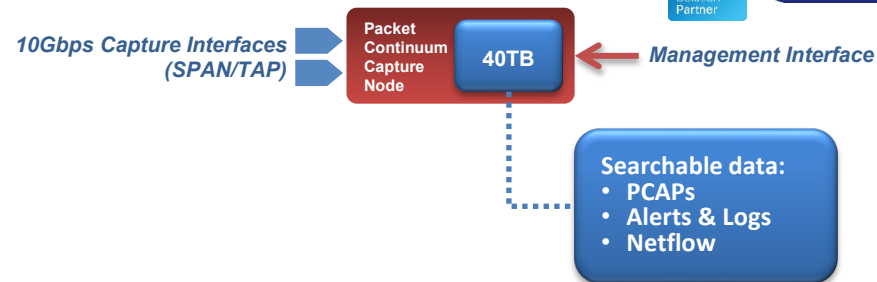 Partner
10Gbps Capture Interfaces
(SPAN/TAP)
Packet
Continuum
Capture
Node
40TB
Management Interface
Searchable data:
• PCAPs
• Alerts & Logs
• Netflow